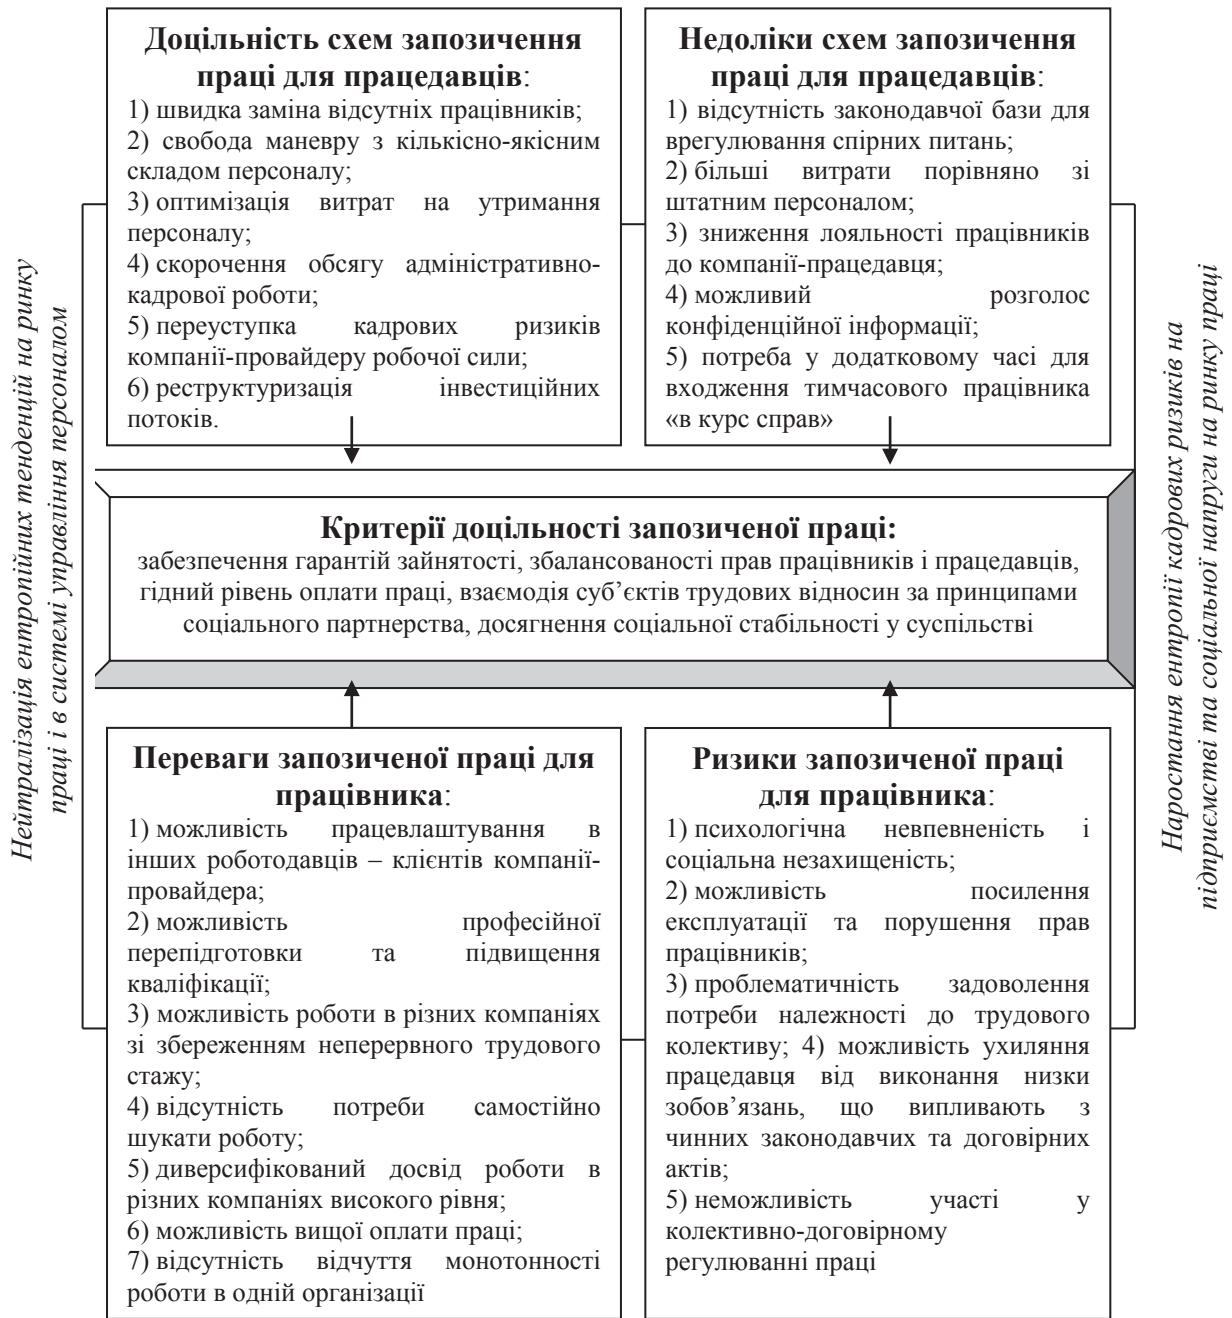 Доцільність схем запозичення
праці для працедавців:
1) швидка заміна відсутніх працівників;
2) свобода маневру з кількісно-якісним
складом персоналу;
3) оптимізація витрат на утримання
персоналу;
4) скорочення обсягу адміністративно-
кадрової роботи;
5) переуступка кадрових ризиків
компанії-провайдеру робочої сили;
6) реструктуризація інвестиційних
потоків.
Недоліки схем запозичення
праці для працедавців:
1) відсутність законодавчої бази для
врегулювання спірних питань;
2) більші витрати порівняно зі
штатним персоналом;
3) зниження лояльності працівників
до компанії-працедавця;
4) можливий розголос
конфіденційної інформації;
5) потреба у додатковому часі для
входження тимчасового працівника
«в курс справ»
Нейтралізація ентропійних тенденцій на ринку
праці і в системі управління персоналом
Критерії доцільності запозиченої праці:
забезпечення гарантій зайнятості, збалансованості прав працівників і працедавців,
гідний рівень оплати праці, взаємодія суб’єктів трудових відносин за принципами
соціального партнерства, досягнення соціальної стабільності у суспільстві
Наростання ентропії кадрових ризиків на
підприємстві та соціальної напруги на ринку праці
Переваги запозиченої праці для
працівника:
1) можливість працевлаштування в
інших роботодавців – клієнтів компанії-
провайдера;
2) можливість професійної
перепідготовки та підвищення
кваліфікації;
3) можливість роботи в різних компаніях
зі збереженням неперервного трудового
стажу;
4) відсутність потреби самостійно
шукати роботу;
5) диверсифікований досвід роботи в
різних компаніях високого рівня;
6) можливість вищої оплати праці;
7) відсутність відчуття монотонності
роботи в одній організації
Ризики запозиченої праці
для працівника:
1) психологічна невпевненість і
соціальна незахищеність;
2) можливість посилення
експлуатації та порушення прав
працівників;
3) проблематичність задоволення
потреби належності до трудового
колективу; 4) можливість ухиляння
працедавця від виконання низки
зобов’язань, що випливають з
чинних законодавчих та договірних
актів;
5) неможливість участі у
колективно-договірному
регулюванні праці